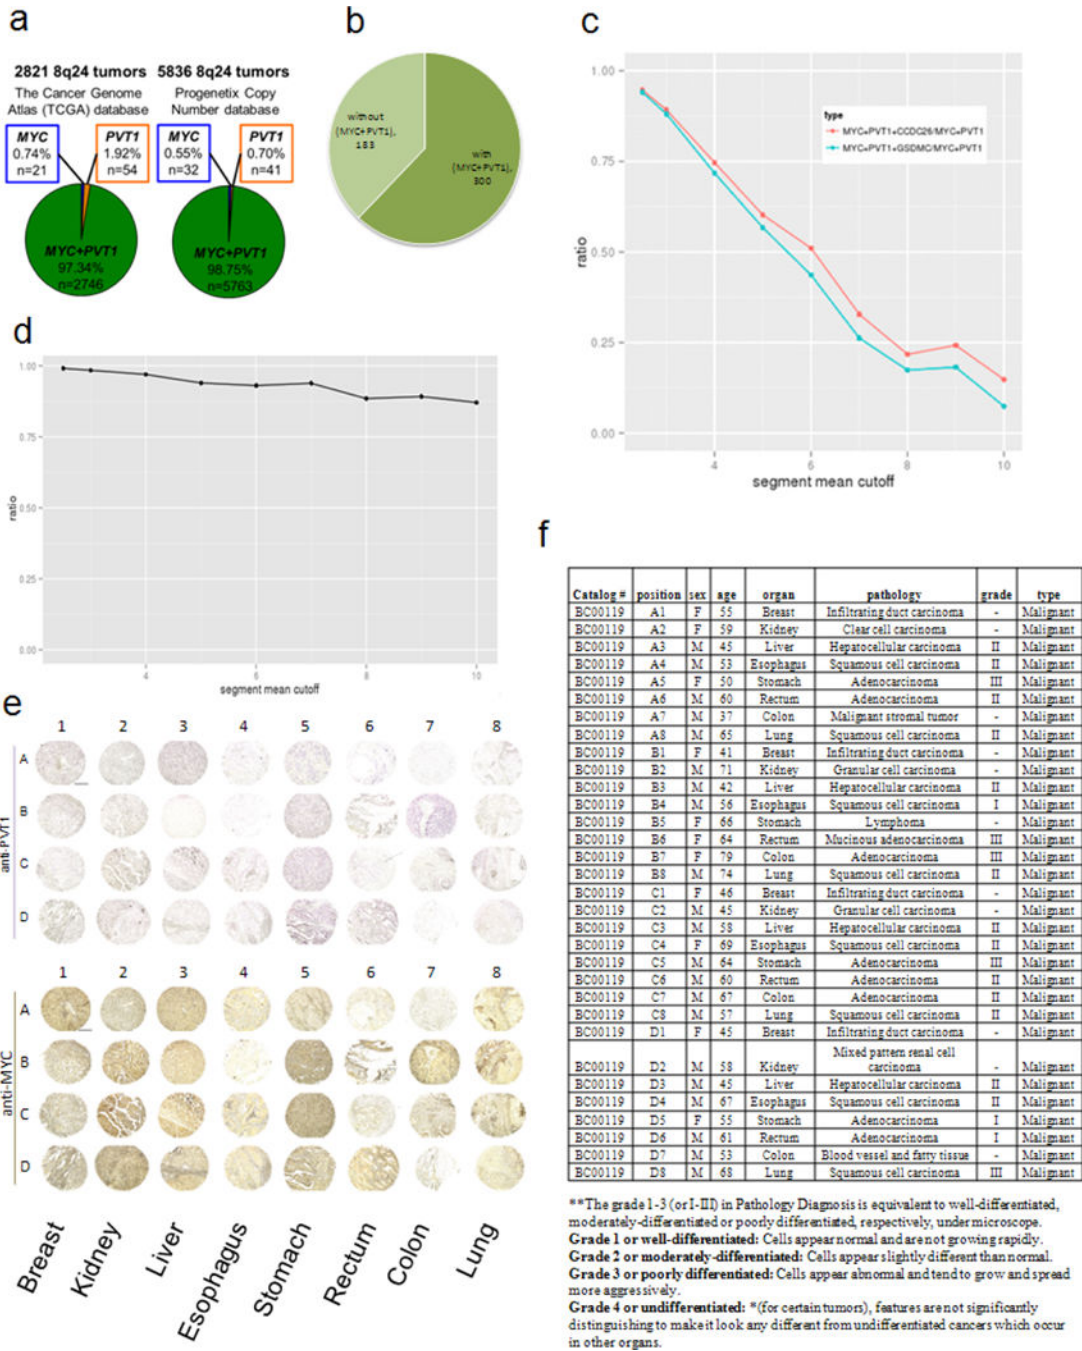 a
2821 8q24 tumors
The Cancer Genome
Atlas (TCGA) database
MYC
0.74%
n=21
PVT1
1.92%
n=54
MYC+PVT1
97.34%
n=2746
5836 8q24 tumors
Progenetix Copy
Number database
MYC
0.55%
n=32
PVT1
0.70%
n=41
MYC+PVT1
98.75%
n=5763
b
without
(MYC+PVT1),
183
with
(MYC+PVT1),
300
c
1.00
0.75
0.50
0.25
0.00
ratio
4 6 8 10
segment mean cutoff
type
MYC+PVT1+CCDC26/MYC+PVT1
MYC+PVT1+GSDMC/MYC+PVT1
d
1.00
0.75
0.50
0.25
0.00
ratio
4 6 8 10
segment mean cutoff
e
1 2 3 4 5 6 7 8
A
B
C
D
anti-PVT1
1 2 3 4 5 6 7 8
A
B
C
D
anti-MYC
Breast
Kidney
Liver
Esophagus
Stomach
Rectum
Colon
Lung
f
Catalog # position sex age organ pathology grade type
BC00119 A1 F 55 Breast Infiltrating duct carcinoma - Malignant
BC00119 A2 F 59 Kidney Clear cell carcinoma - Malignant
BC00119 A3 M 45 Liver Hepatocellular carcinoma II Malignant
BC00119 A4 M 53 Esophagus Squamous cell carcinoma II Malignant
BC00119 A5 F 50 Stomach Adenocarcinoma III Malignant
BC00119 A6 M 60 Rectum Adenocarcinoma II Malignant
BC00119 A7 M 37 Colon Malignant stromal tumor - Malignant
BC00119 A8 M 65 Lung Squamous cell carcinoma II Malignant
BC00119 B1 F 41 Breast Infiltrating duct carcinoma - Malignant
BC00119 B2 M 71 Kidney Granular cell carcinoma - Malignant
BC00119 B3 M 42 Liver Hepatocellular carcinoma II Malignant
BC00119 B4 M 56 Esophagus Squamous cell carcinoma I Malignant
BC00119 B5 F 66 Stomach Lymphoma - Malignant
BC00119 B6 F 64 Rectum Mucinous adenocarcinoma III Malignant
BC00119 B7 F 79 Colon Adenocarcinoma III Malignant
BC00119 B8 M 74 Lung Squamous cell carcinoma II Malignant
BC00119 C1 F 46 Breast Infiltrating duct carcinoma - Malignant
BC00119 C2 M 45 Kidney Granular cell carcinoma - Malignant
BC00119 C3 M 58 Liver Hepatocellular carcinoma II Malignant
BC00119 C4 F 69 Esophagus Squamous cell carcinoma II Malignant
BC00119 C5 M 64 Stomach Adenocarcinoma III Malignant
BC00119 C6 M 60 Rectum Adenocarcinoma II Malignant
BC00119 C7 M 67 Colon Adenocarcinoma II Malignant
BC00119 C8 M 57 Lung Squamous cell carcinoma II Malignant
BC00119 D1 F 45 Breast Infiltrating duct carcinoma - Malignant
BC00119 D2 M 58 Kidney Mixed pattern renal cell carcinoma - Malignant
BC00119 D3 M 45 Liver Hepatocellular carcinoma II Malignant
BC00119 D4 M 67 Esophagus Squamous cell carcinoma II Malignant
BC00119 D5 F 55 Stomach Adenocarcinoma I Malignant
BC00119 D6 M 61 Rectum Adenocarcinoma I Malignant
BC00119 D7 M 53 Colon Blood vessel and fatty tissue - Malignant
BC00119 D8 M 68 Lung Squamous cell carcinoma III Malignant
**The grade 1-3 (or I-III) in Pathology Diagnosis is equivalent to well-differentiated,
moderately-differentiated or poorly differentiated, respectively, under microscope.
Grade 1 or well-differentiated: Cells appear normal and are not growing rapidly.
Grade 2 or moderately-differentiated: Cells appear slightly different than normal.
Grade 3 or poorly differentiated: Cells appear abnormal and tend to grow and spread
more aggressively.
Grade 4 or undifferentiated: *(for certain tumors), features are not significantly
distinguishing to make it look any different from undifferentiated cancers which occur
in other organs.